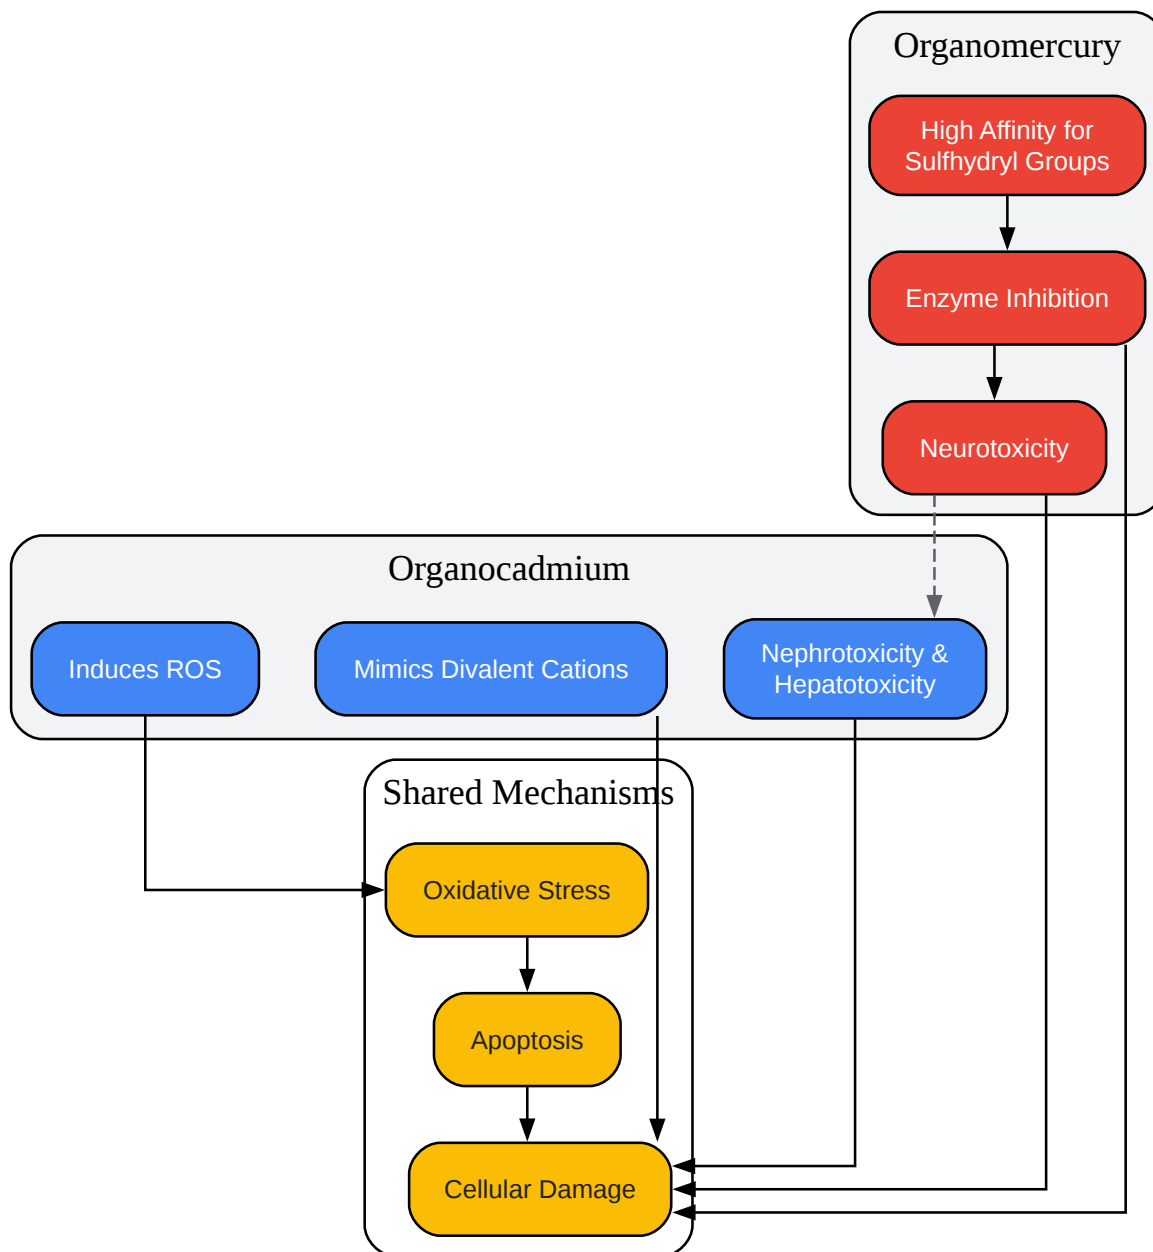 Organomercury
High Affinity for
Sulfhydryl Groups
Enzyme Inhibition
Neurotoxicity
Organocadmium
Induces ROS
Mimics Divalent Cations
Nephrotoxicity &
Hepatotoxicity
Shared Mechanisms
Oxidative Stress
Apoptosis
Cellular Damage